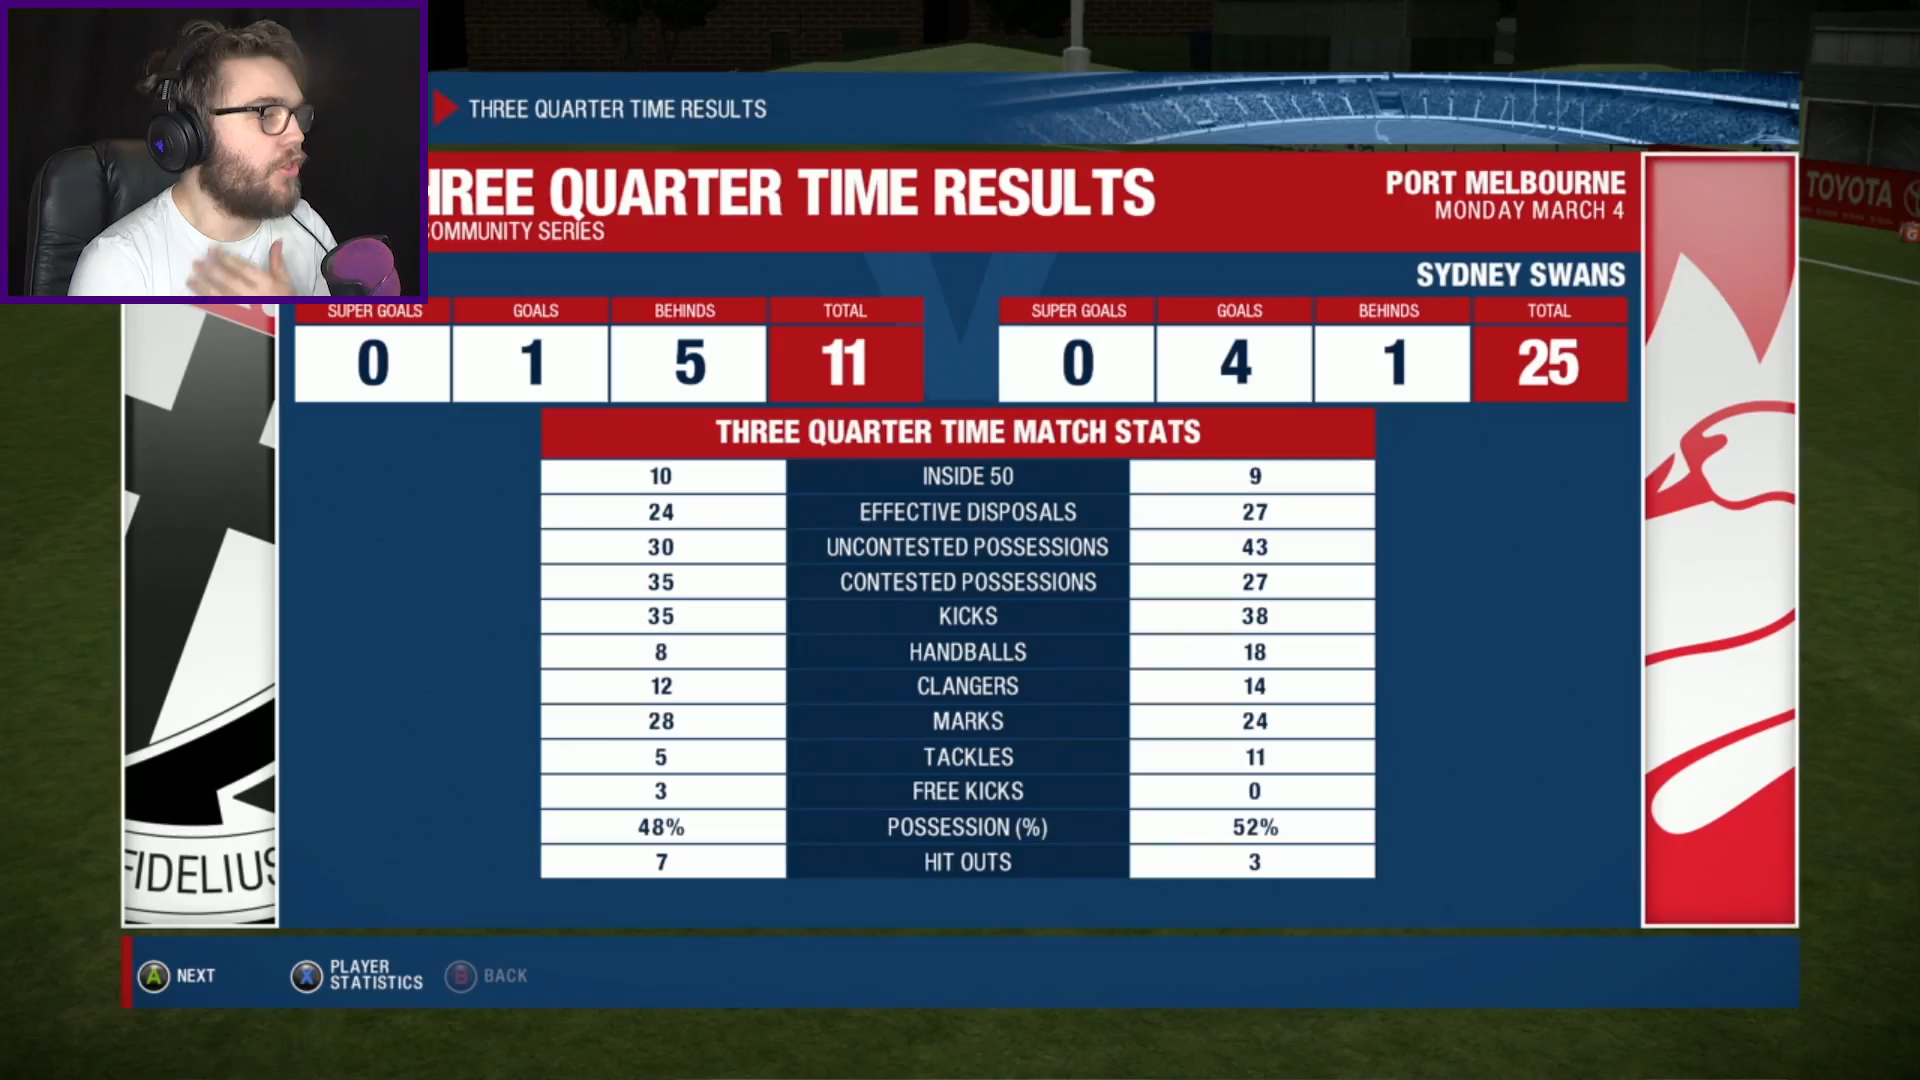 THREE QUARTER TIME RESULTS
HREE QUARTER TIME RESULTS
PORT MELBOURNE
OMMUNITY SERIES
MONDAY MARCH 4
TOYOTA
SYDNEY SWANS
SUPER GOALS GOALS BEHINDS TOTAL SUPER GOALS GOALS BEHINDS TOTAL
0 1 5 11 0 4 1 25
THREE QUARTER TIME MATCH STATS
10 INSIDE 50 9
24 EFFECTIVE DISPOSALS 27
30 UNCONTESTED POSSESSIONS 43
35 CONTESTED POSSESSIONS 27
35 KICKS 38
8 HANDBALLS 18
12 CLANGERS 14
28 MARKS 24
5 TACKLES 11
3 FREE KICKS 0
48% POSSESSION (%) 52%
7 HIT OUTS 3
FIDELIUS
A NEXT X PLAYER STATISTICS B BACK